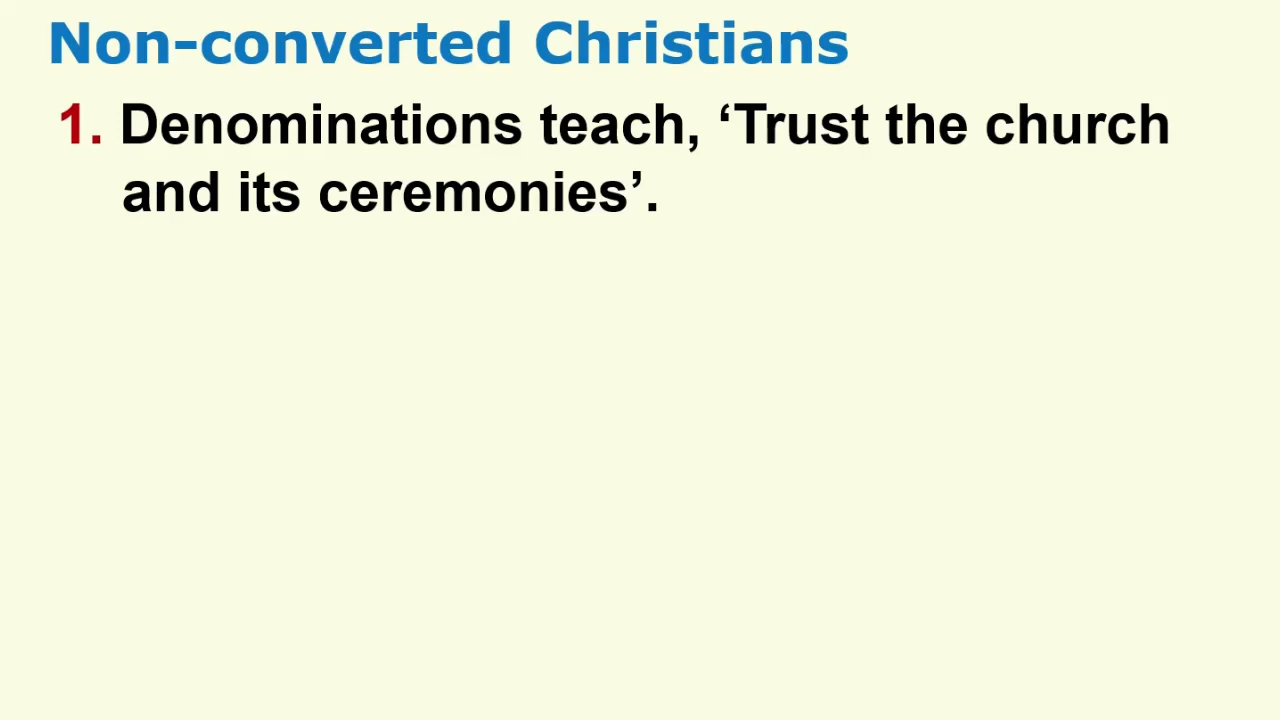 Non-converted Christians
1. Denominations teach, ‘Trust the church
and its ceremonies’.